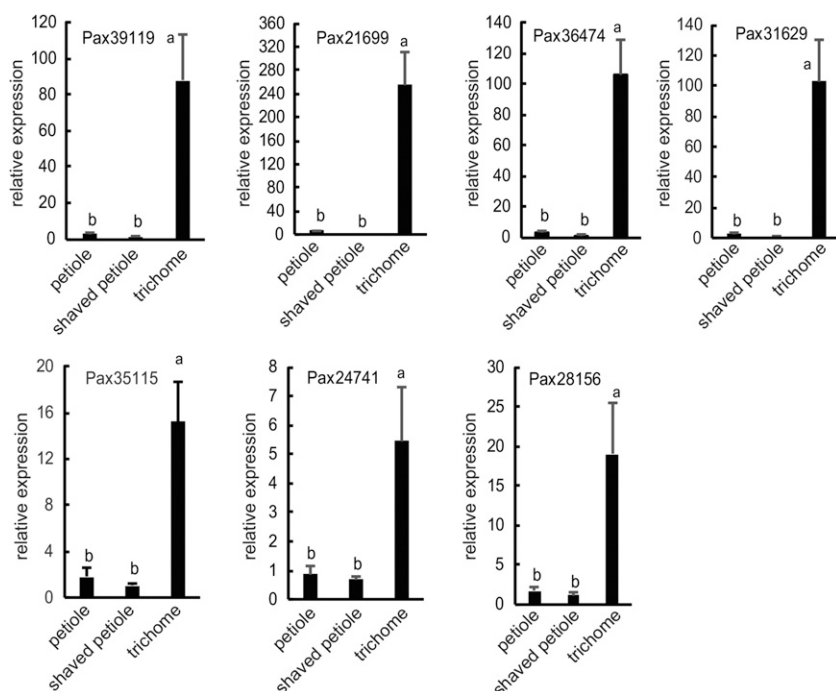 Pax39119
a
relative expression
120
100
80
60
40
20
0
b
b
petiole
shaved petiole
trichome
Pax21699
a
relative expression
360
320
280
240
200
160
120
80
40
0
b
b
petiole
shaved petiole
trichome
Pax36474
a
relative expression
140
120
100
80
60
40
20
0
b
b
petiole
shaved petiole
trichome
Pax31629
a
relative expression
140
120
100
80
60
40
20
0
b
b
petiole
shaved petiole
trichome
Pax35115
a
relative expression
20
16
12
8
4
0
b
b
petiole
shaved petiole
trichome
Pax24741
a
relative expression
8
7
6
5
4
3
2
1
0
b
b
petiole
shaved petiole
trichome
Pax28156
a
relative expression
30
25
20
15
10
5
0
b
b
petiole
shaved petiole
trichome